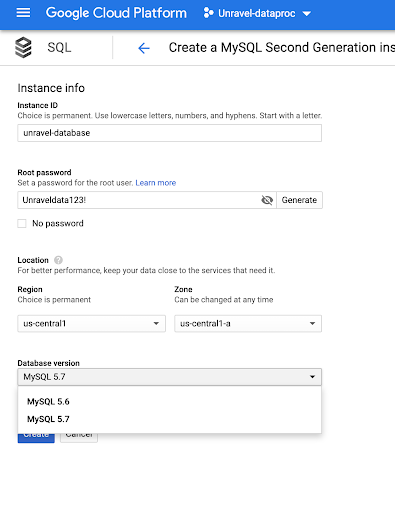 Google Cloud Platform
Unravel-dataproc
SQL
Create a MySQL Second Generation ins
Instance info
Instance ID
Choice is permanent. Use lowercase letters, numbers, and hyphens. Start with a letter.
unravel-database
Root password
Set a password for the root user. Learn more
Unraveldata123!
Generate
No password
Location
For better performance, keep your data close to the services that need it.
Region
Zone
Choice is permanent
Can be changed at any time
us-central1
us-central1-a
Database version
MySQL 5.7
MySQL 5.6
MySQL 5.7
Create
Cancel